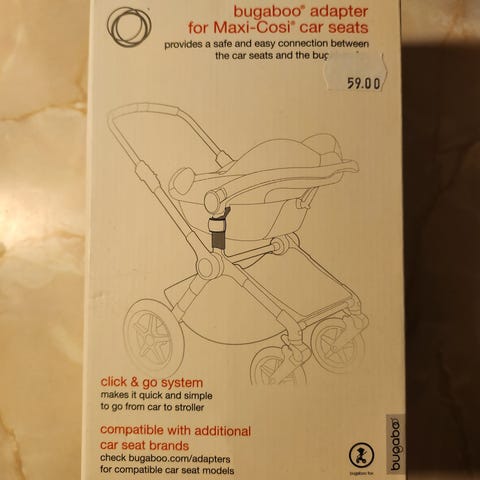 bugaboo® adapter
for Maxi-Cosi® car seats
provides a safe and easy connection between
the car seats and the
59.00
click & go system
makes it quick and simple
to go from car to stroller
compatible with additional
car seat brands
check bugaboo.com/adapters
for compatible car seat models
bugaboo fox
bugaboo